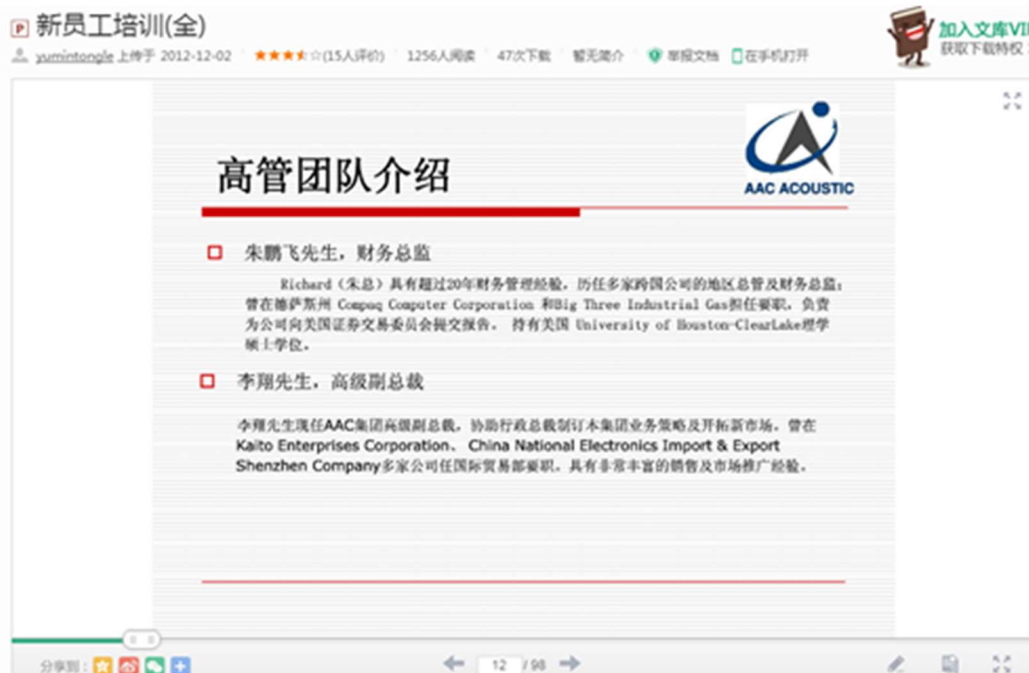 新员工培训(全)
yumintongle 上传于 2012-12-02 (15人评价) 1256人阅读 47次下载 暂无简介 举报文档 在手机打开
加入文库VI
获取下载特权
AAC ACOUSTIC
高管团队介绍
朱鹏飞先生，财务总监
Richard（朱总）具有超过20年财务管理经验，历任多家跨国公司的地区总管及财务总监；
曾在德萨斯州 Compaq Computer Corporation 和Big Three Industrial Gas担任要职，负责
为公司向美国证券交易委员会提交报告。 持有美国 University of Houston-ClearLake理学
硕士学位。
李翔先生，高级副总裁
李翔先生现任AAC集团高级副总裁，协助行政总裁制订本集团业务策略及开拓新市场，曾在
Kaito Enterprises Corporation、 China National Electronics Import & Export
Shenzhen Company多家公司任国际贸易部要职，具有非常丰富的销售及市场推广经验。
分享到：
12 / 98